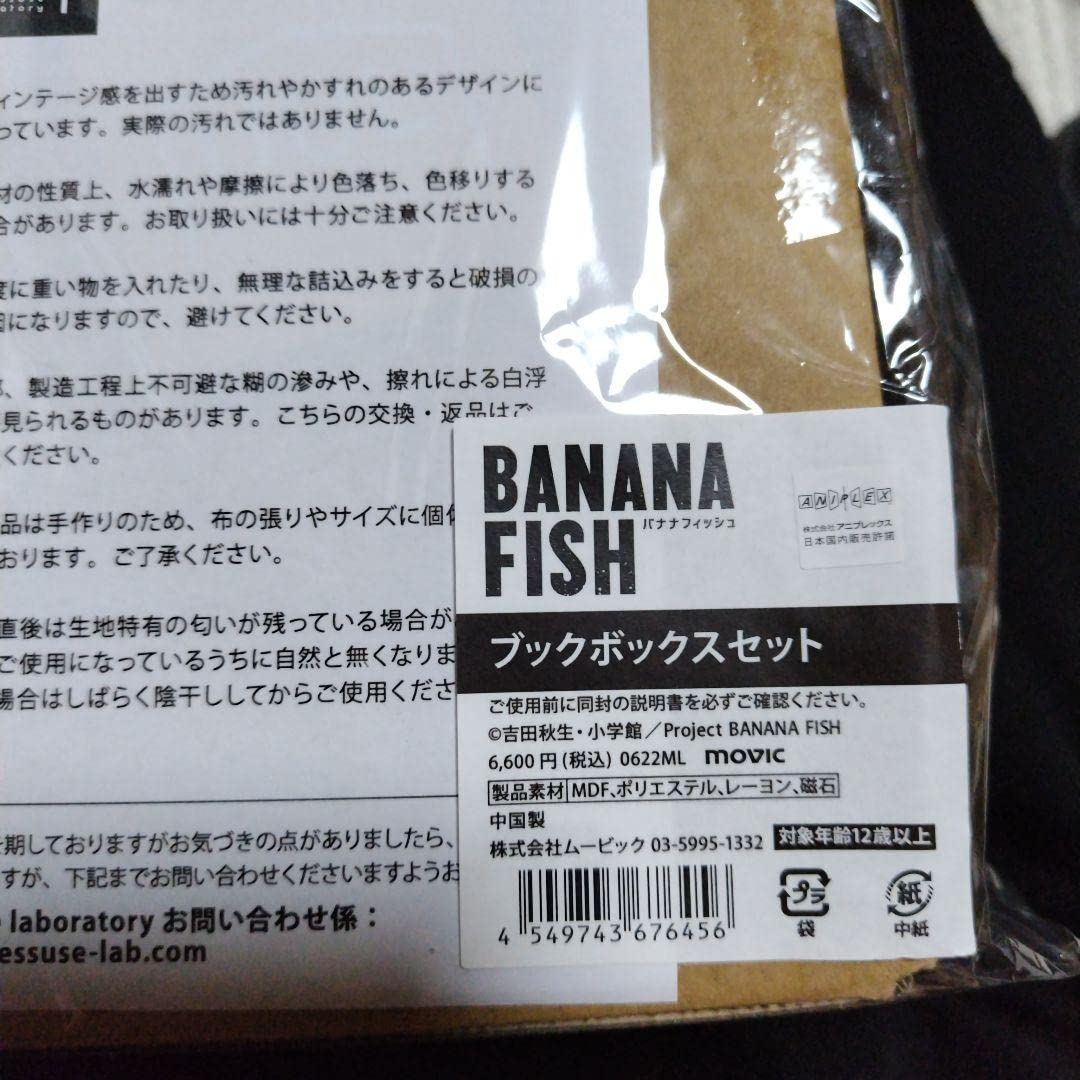 ratory
ィンテージ感を出すため汚れやかすれのあるデザインに
っています。実際の汚れではありません。
材の性質上、水濡れや摩擦により色落ち、色移りする
合があります。お取り扱いには十分ご注意ください。
度に重い物を入れたり、無理な詰込みをすると破損の
因になりますので、避けてください。
、製造工程上不可避な糊の滲みや、擦れによる白浮
見られるものがあります。こちらの交換・返品はご
ください。
品は手作りのため、布の張りやサイズに個体
おります。ご了承ください。
直後は生地特有の匂いが残っている場合が
ご使用になっているうちに自然と無くなりま
場合はしばらく陰干ししてからご使用くださ
を期しておりますがお気づきの点がありましたら、
すが、下記までお問い合わせくださいますようお
laboratory お問い合わせ係：
essuse-lab.com
BANANA
FISH
バナナフィッシュ
ANIPLEX
株式会社アニプレックス
日本国内販売許諾
ブックボックスセット
ご使用前に同封の説明書を必ずご確認ください。
©吉田秋生・小学館／Project BANANA FISH
6,600円(税込) 0622ML movic
製品素材 MDF、ポリエステル、レーヨン、磁石
中国製
株式会社ムービック 03-5995-1332 対象年齢12歳以上
4 549743 676456
プラ
袋
紙
中紙